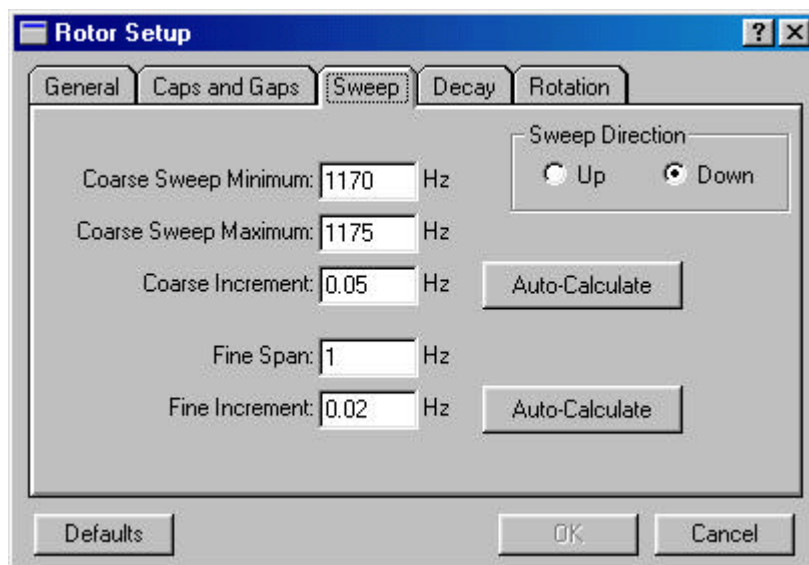 Rotor Setup
General Caps and Gaps Sweep Decay Rotation
Sweep Direction
Up Down
Coarse Sweep Minimum: 1170 Hz
Coarse Sweep Maximum: 1175 Hz
Coarse Increment: 0.05 Hz Auto-Calculate
Fine Span: 1 Hz
Fine Increment: 0.02 Hz Auto-Calculate
Defaults OK Cancel